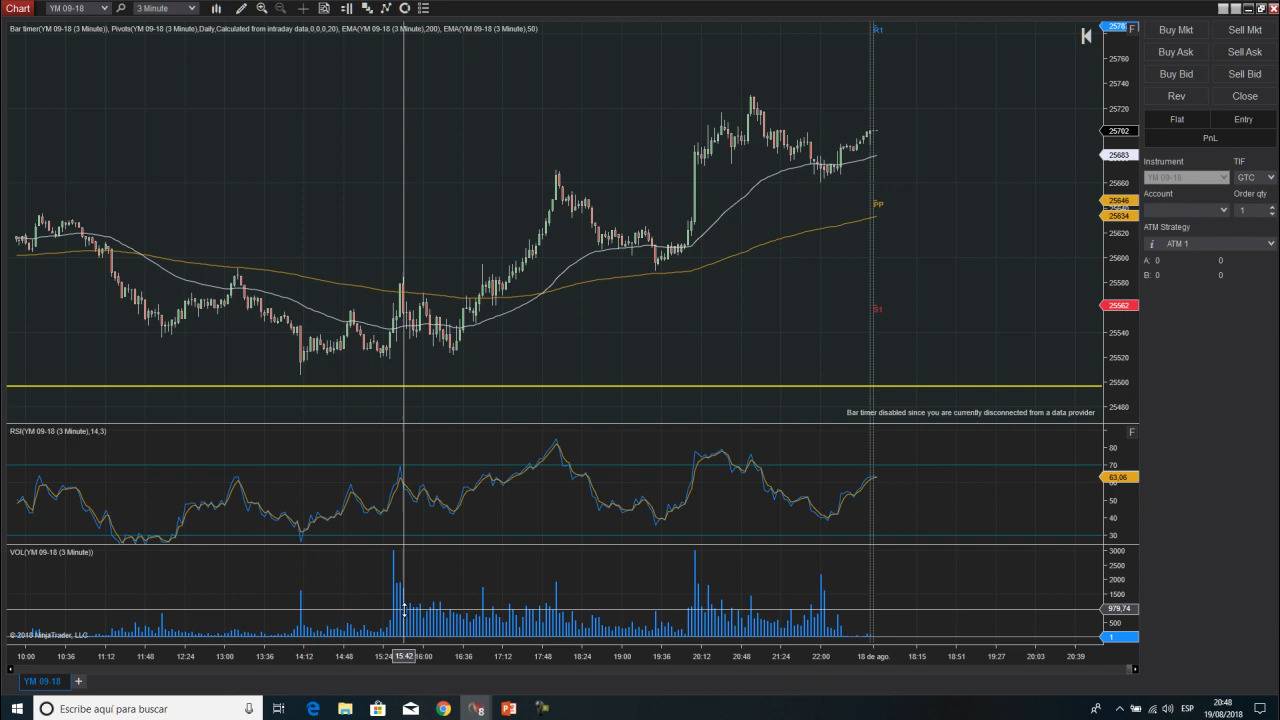 Chart YM 09-18 3 Minute
Bar timer(YM 09-18 (3 Minute)), Pivots(YM 09-18 (3 Minute),Daily,Calculated from intraday data,0,0,0,20), EMA(YM 09-18 (3 Minute),200), EMA(YM 09-18 (3 Minute),50)
R1
F
25760
25740
25720
25702
25683
25660
25646
PP
25634
25600
25580
25562
S1
25540
25520
25500
25480
Bar timer disabled since you are currently disconnected from a data provider
RSI(YM 09-18 (3 Minute),14,3)
F
80
70
63,06
60
50
40
30
VOL(YM 09-18 (3 Minute))
3000
2500
2000
1500
979,74
500
1
© 2018 NinjaTrader, LLC
10:00 10:36 11:12 11:48 12:24 13:00 13:36 14:12 14:48 15:24 15:42 16:00 16:36 17:12 17:48 18:24 19:00 19:36 20:12 20:48 21:24 22:00 18 de ago. 18:15 18:51 19:27 20:03 20:39
YM 09-18 +
Buy Mkt Sell Mkt
Buy Ask Sell Ask
Buy Bid Sell Bid
Rev Close
Flat Entry
PnL
Instrument TIF
YM 09-18 GTC
Account Order qty
1
ATM Strategy
i ATM 1
A: 0 0
B: 0 0
Escribe aquí para buscar
ESP
20:48
19/08/2018